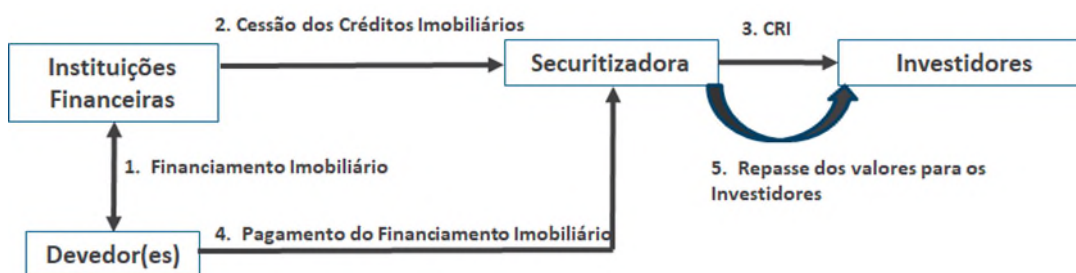 2. Cessão dos Créditos Imobiliários
3. CRI
Instituições
Financeiras
Securitizadora
Investidores
1. Financiamento Imobiliário
5. Repasse dos valores para os
Investidores
4. Pagamento do Financiamento Imobiliário
Devedor(es)